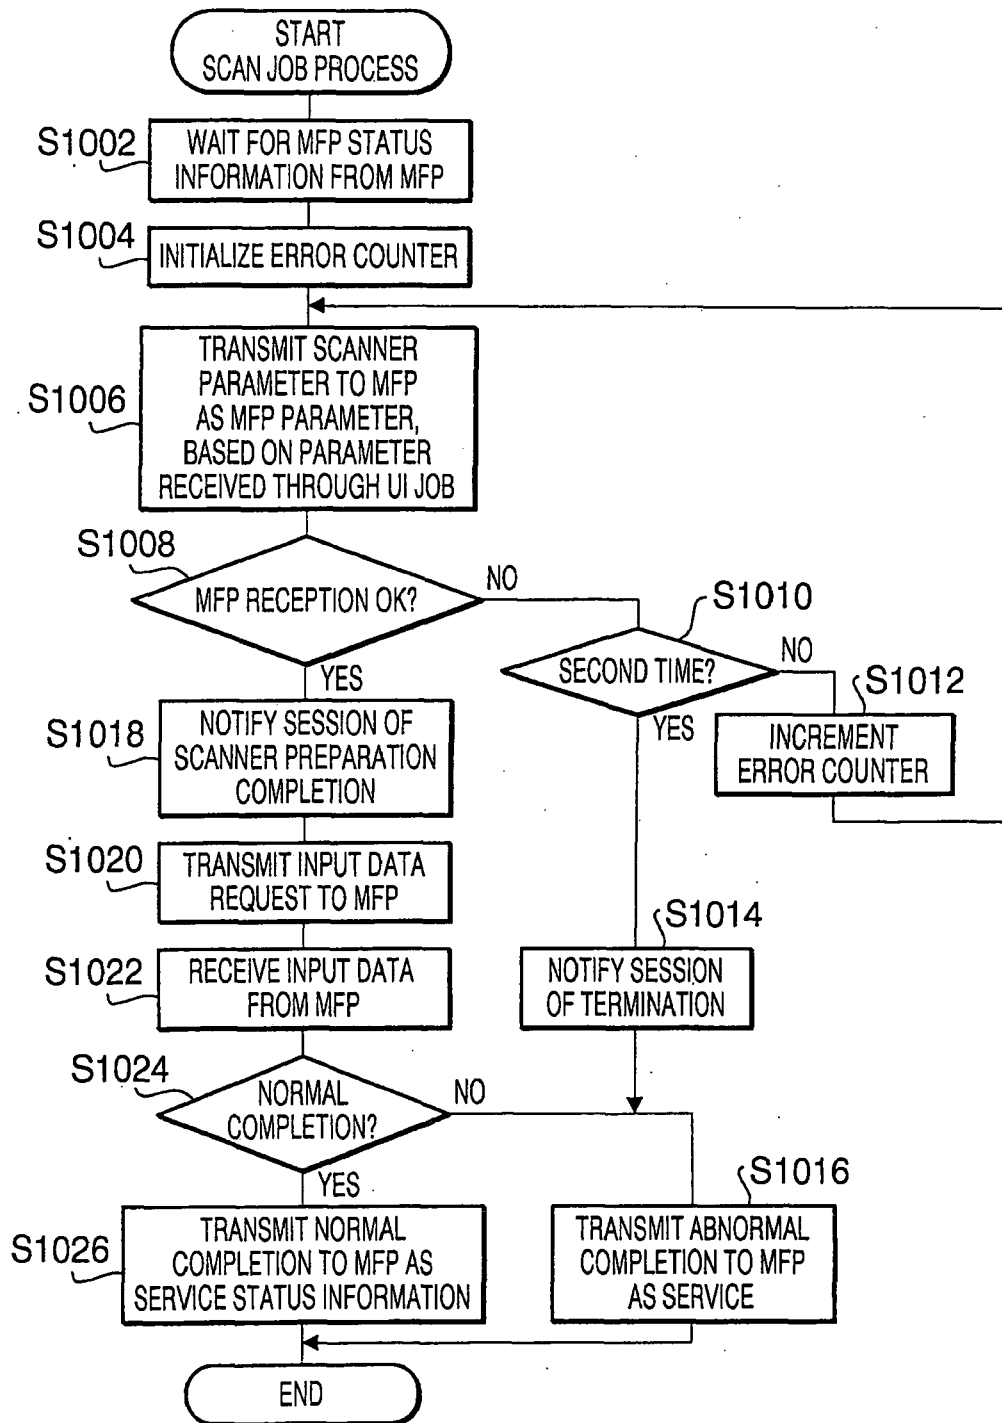 START
SCAN JOB PROCESS
S1002
WAIT FOR MFP STATUS
INFORMATION FROM MFP
S1004
INITIALIZE ERROR COUNTER
S1006
TRANSMIT SCANNER
PARAMETER TO MFP
AS MFP PARAMETER,
BASED ON PARAMETER
RECEIVED THROUGH UI JOB
S1008
MFP RECEPTION OK?
NO
YES
S1010
SECOND TIME?
NO
YES
S1012
INCREMENT
ERROR COUNTER
S1018
NOTIFY SESSION OF
SCANNER PREPARATION
COMPLETION
S1020
TRANSMIT INPUT DATA
REQUEST TO MFP
S1022
RECEIVE INPUT DATA
FROM MFP
S1014
NOTIFY SESSION
OF TERMINATION
S1024
NORMAL
COMPLETION?
NO
YES
S1026
TRANSMIT NORMAL
COMPLETION TO MFP AS
SERVICE STATUS INFORMATION
S1016
TRANSMIT ABNORMAL
COMPLETION TO MFP
AS SERVICE
END